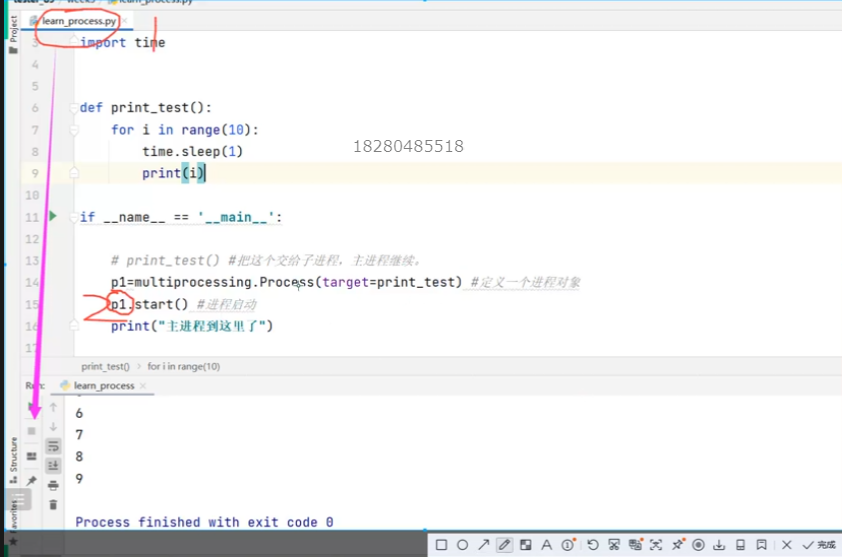 learn_process.py
1
Project
3 import time
4
5
6 def print_test():
7 for i in range(10):
8 time.sleep(1)
18280485518
9 print(i)
10
11 if __name__ == '__main__':
12
13 # print_test() #把这个交给子进程，主进程继续。
14 p1=multiprocessing.Process(target=print_test) #定义一个进程对象
2
15 p1.start() #进程启动
16 print("主进程到这里了")
17
print_test() › for i in range(10)
Run: learn_process
6
7
8
9
Structure
Favorites
Process finished with exit code 0
完成